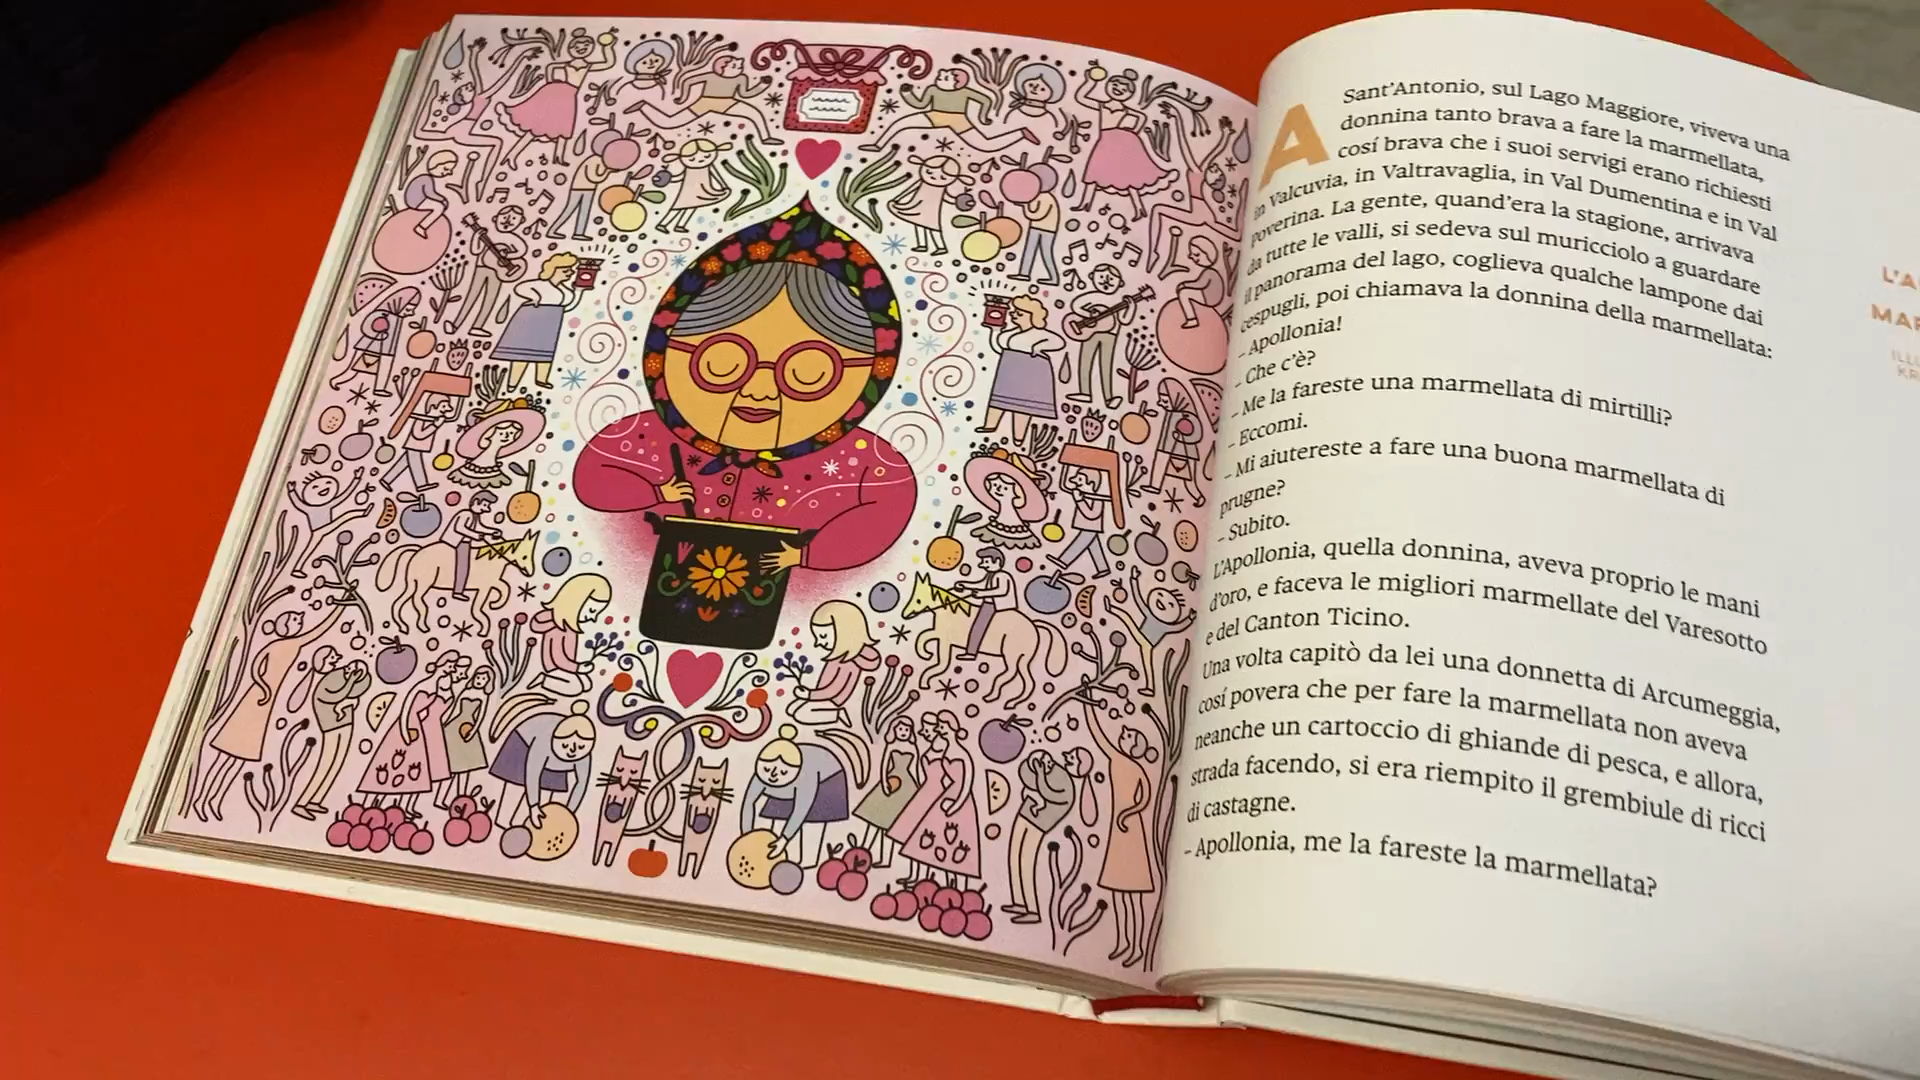 A Sant'Antonio, sul Lago Maggiore, viveva una
donnina tanto brava a fare la marmellata,
cosí brava che i suoi servigi erano richiesti
in Valcuvia, in Valtravaglia, in Val Dumentina e in Val
Poverina. La gente, quand'era la stagione, arrivava
da tutte le valli, si sedeva sul muricciolo a guardare
il panorama del lago, coglieva qualche lampone dai
cespugli, poi chiamava la donnina della marmellata:
- Apollonia!
- Che c'è?
- Me la fareste una marmellata di mirtilli?
- Eccomi.
- Mi aiutereste a fare una buona marmellata di
prugne?
- Subito.
L'Apollonia, quella donnina, aveva proprio le mani
d'oro, e faceva le migliori marmellate del Varesotto
e del Canton Ticino.
Una volta capitò da lei una donnetta di Arcumeggia,
cosí povera che per fare la marmellata non aveva
neanche un cartoccio di ghiande di pesca, e allora,
strada facendo, si era riempito il grembiule di ricci
di castagne.
- Apollonia, me la fareste la marmellata?